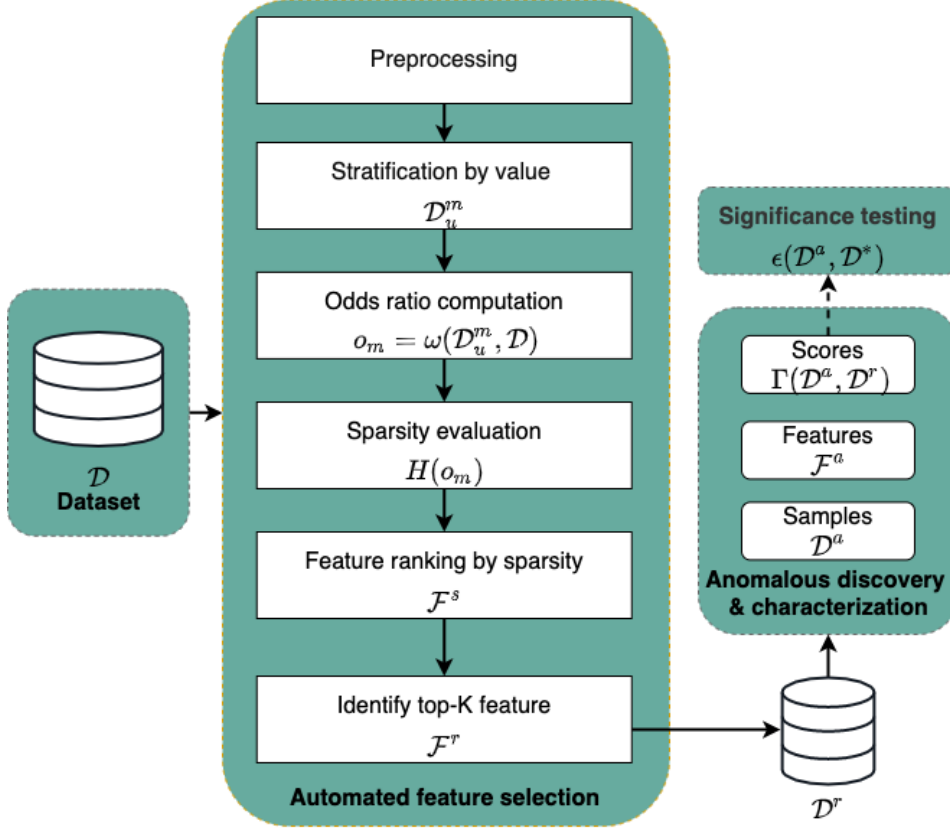 Preprocessing
Stratification by value
𝒟ᵤᵐ
Odds ratio computation
oₘ = ω(𝒟ᵤᵐ, 𝒟)
Sparsity evaluation
H(oₘ)
Feature ranking by sparsity
ℱˢ
Identify top-K feature
ℱʳ
Automated feature selection
𝒟
Dataset
Significance testing
ϵ(𝒟ᵃ, 𝒟*)
Scores
Γ(𝒟ᵃ, 𝒟ʳ)
Features
ℱᵃ
Samples
𝒟ᵃ
Anomalous discovery
& characterization
𝒟ʳ